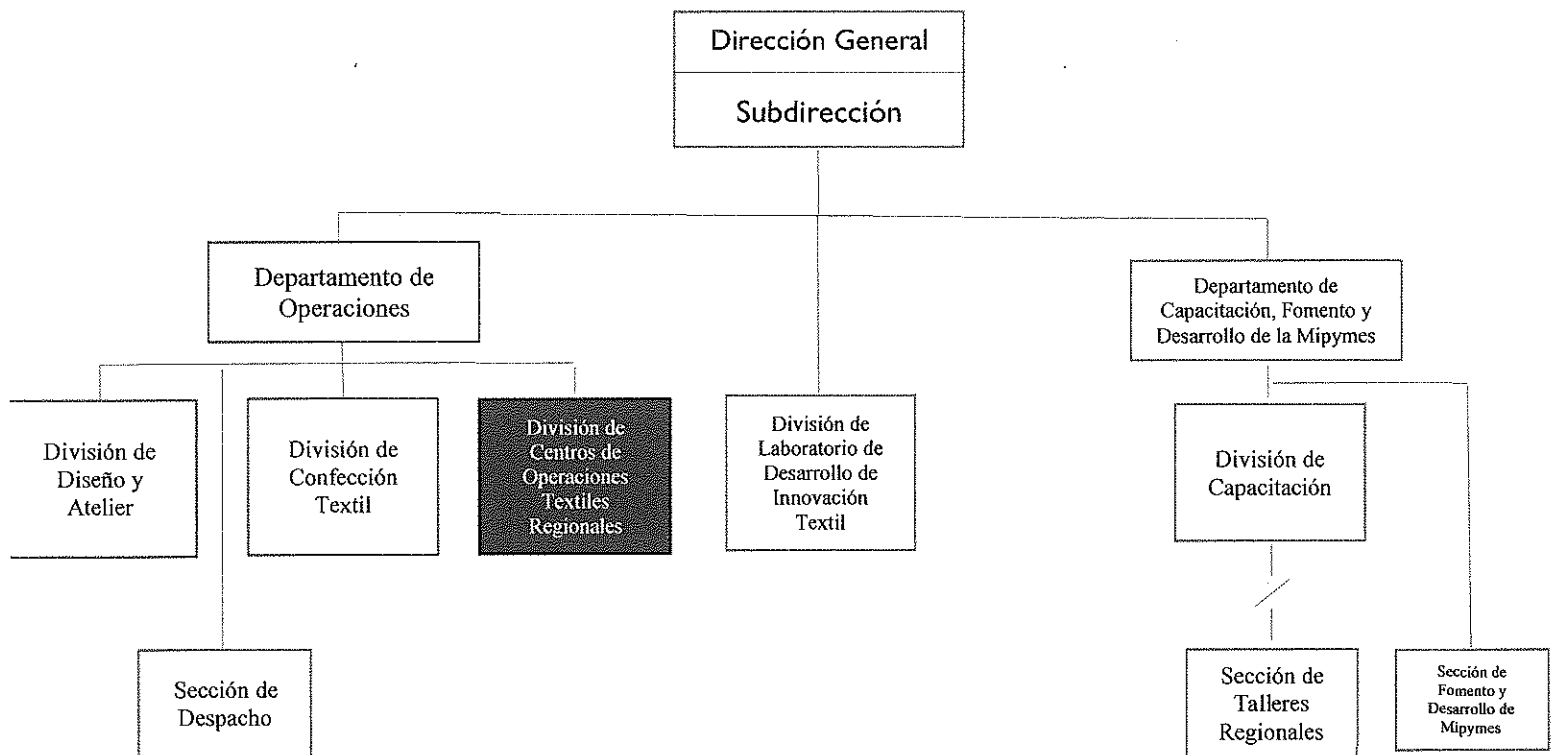 Dirección General
Subdirección
Departamento de
Operaciones
Departamento de
Capacitación, Fomento y
Desarrollo de la Mipymes
División de
Diseño y
Atelier
División de
Confección
Textil
División de
Centros de
Operaciones
Textiles
Regionales
División de
Laboratorio de
Desarrollo de
Innovación
Textil
División de
Capacitación
Sección de
Despacho
Sección de
Talleres
Regionales
Sección de
Fomento y
Desarrollo de
Mipymes